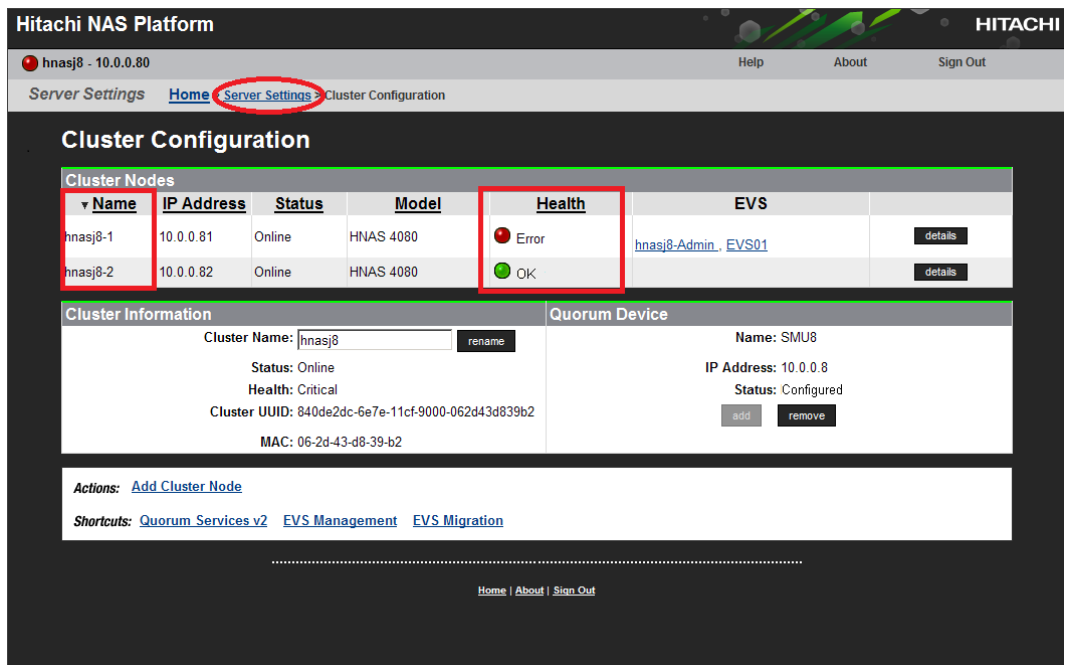 Hitachi NAS Platform
HITACHI
hnasj8 - 10.0.0.80
Help About Sign Out
Server Settings Home > Server Settings > Cluster Configuration
Cluster Configuration
Cluster Nodes
▼ Name IP Address Status Model Health EVS
hnasj8-1 10.0.0.81 Online HNAS 4080 Error hnasj8-Admin , EVS01 details
hnasj8-2 10.0.0.82 Online HNAS 4080 OK details
Cluster Information
Cluster Name: hnasj8 rename
Status: Online
Health: Critical
Cluster UUID: 840de2dc-6e7e-11cf-9000-062d43d839b2
MAC: 06-2d-43-d8-39-b2
Quorum Device
Name: SMU8
IP Address: 10.0.0.8
Status: Configured
add remove
Actions: Add Cluster Node
Shortcuts: Quorum Services v2 EVS Management EVS Migration
Home | About | Sign Out